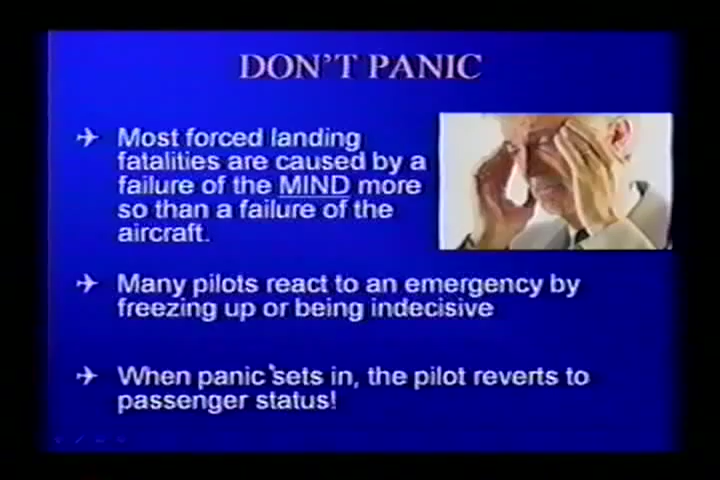 DON'T PANIC
Most forced landing
fatalities are caused by a
failure of the MIND more
so than a failure of the
aircraft.
Many pilots react to an emergency by
freezing up or being indecisive
When panic sets in, the pilot reverts to
passenger status!